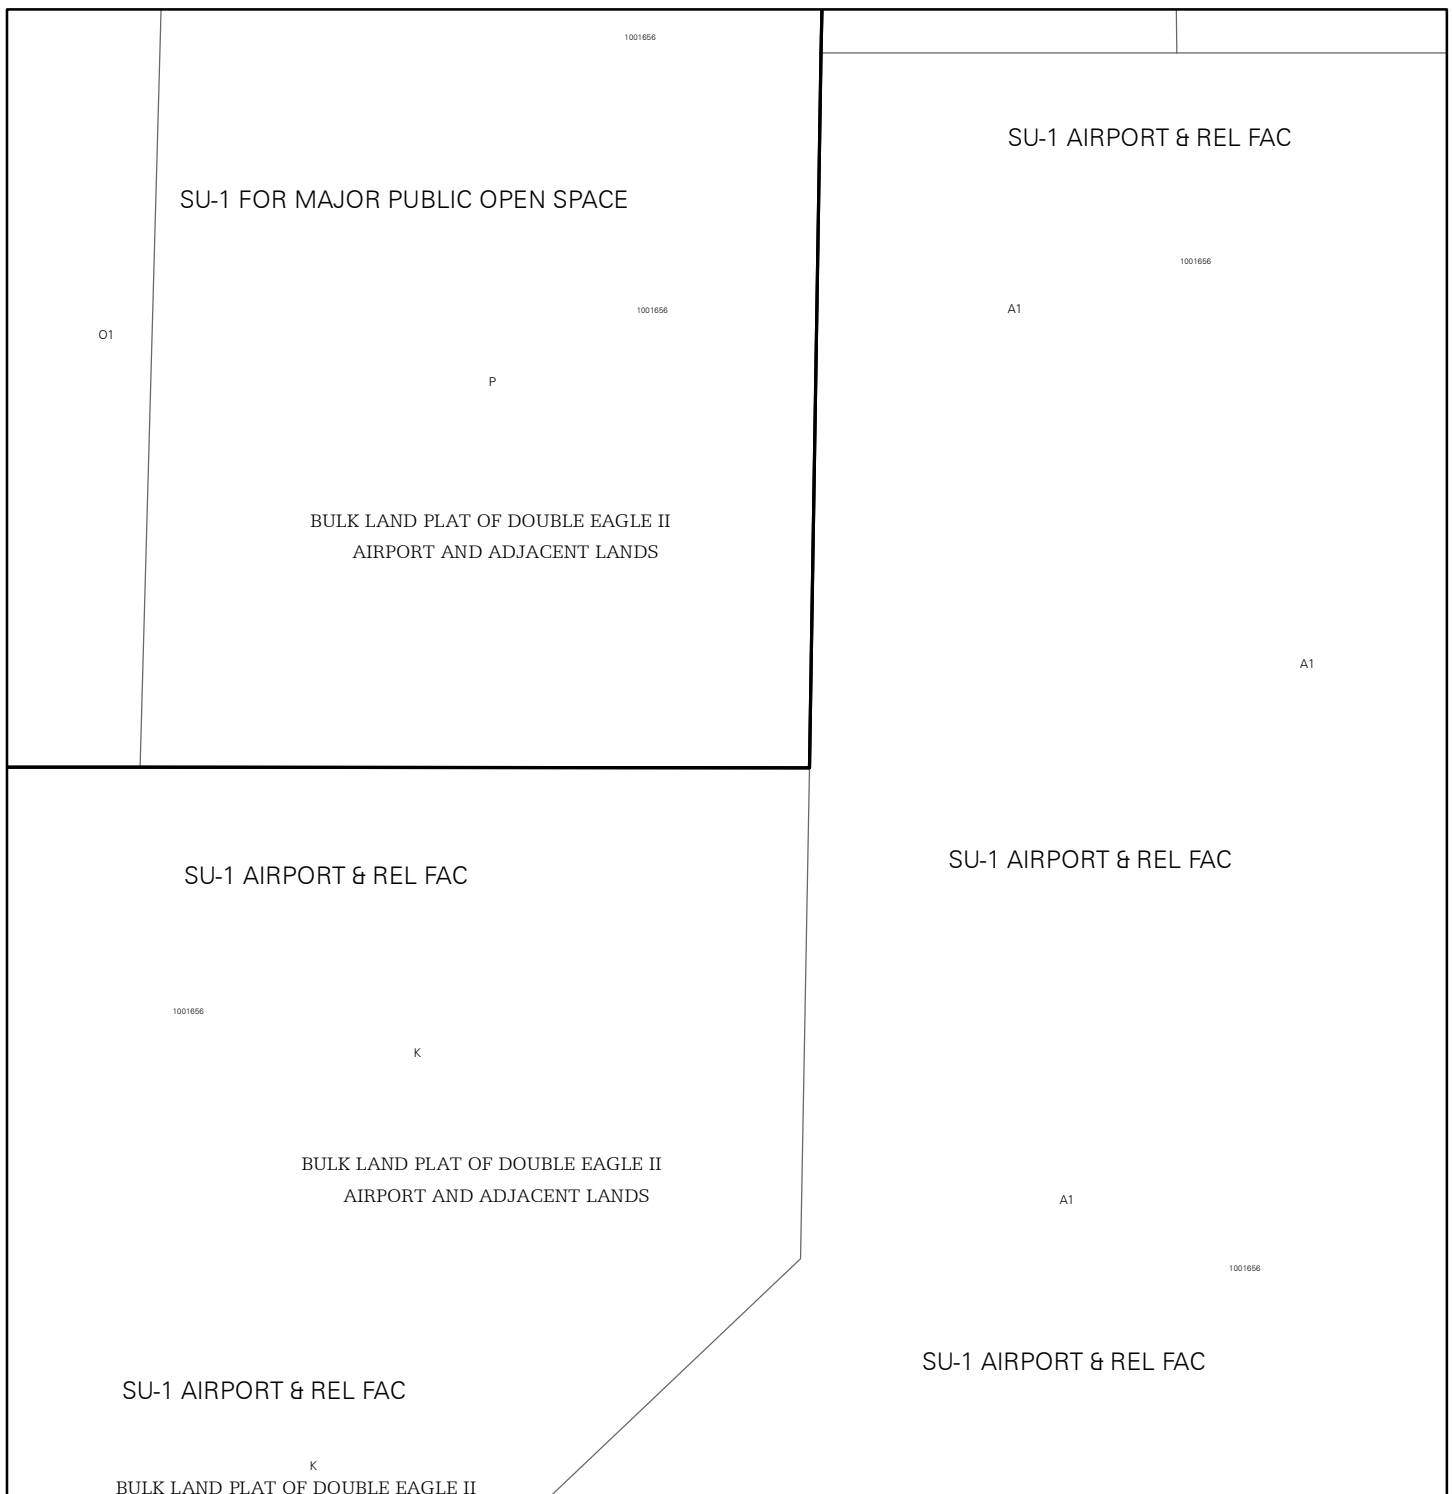 1001656
SU-1 AIRPORT & REL FAC
SU-1 FOR MAJOR PUBLIC OPEN SPACE
1001656
A1
1001656
O1
P
BULK LAND PLAT OF DOUBLE EAGLE II
AIRPORT AND ADJACENT LANDS
A1
SU-1 AIRPORT & REL FAC
SU-1 AIRPORT & REL FAC
1001656
K
BULK LAND PLAT OF DOUBLE EAGLE II
AIRPORT AND ADJACENT LANDS
A1
1001656
SU-1 AIRPORT & REL FAC
SU-1 AIRPORT & REL FAC
K
BULK LAND PLAT OF DOUBLE EAGLE II